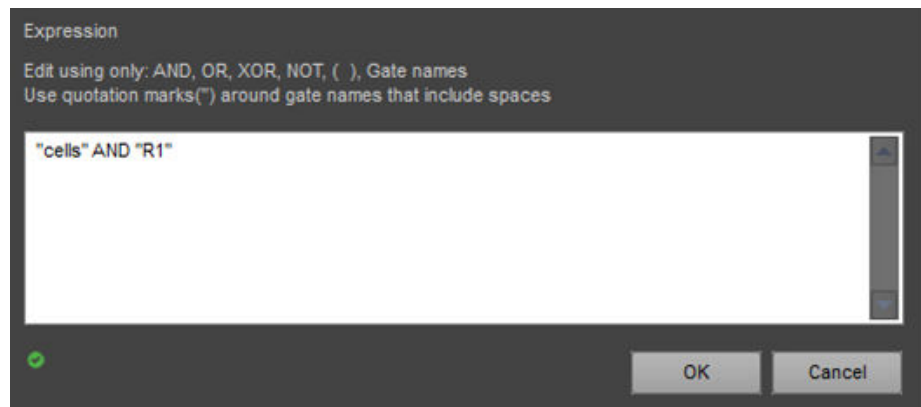 Expression
Edit using only: AND, OR, XOR, NOT, ( ), Gate names
Use quotation marks(") around gate names that include spaces
"cells" AND "R1"
OK
Cancel